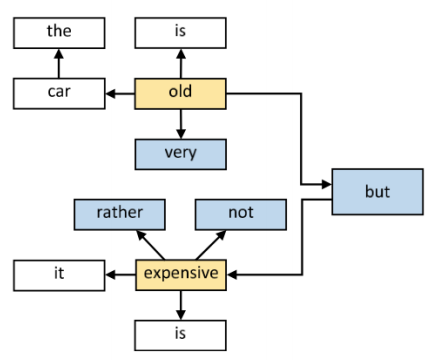 the
is
car
old
very
but
rather
not
it
expensive
is